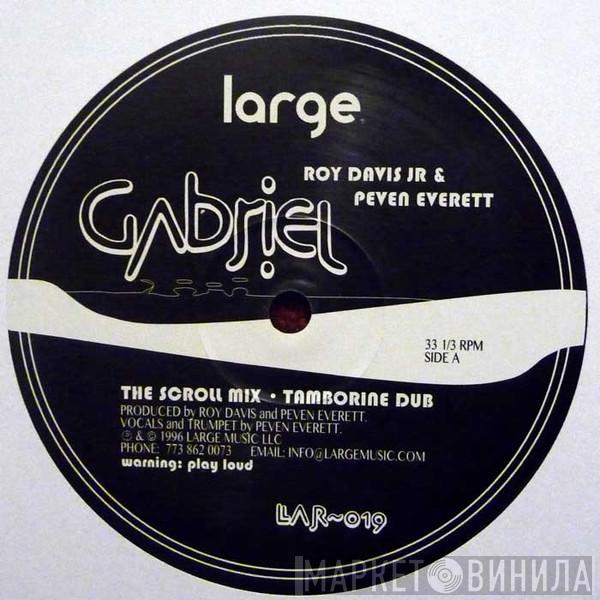 large
ROY DAVIS JR &
PEVEN EVERETT
GAbriEL
33 1/3 RPM
SIDE A
THE SCROLL MIX • TAMBORINE DUB
PRODUCED by ROY DAVIS and PEVEN EVERETT.
VOCALS and TRUMPET by PEVEN EVERETT.
℗ & © 1996 LARGE MUSIC LLC
PHONE: 773 862 0073 EMAIL: INFO@LARGEMUSIC.COM
warning: play loud
LAR~019
МАРКЕТ ВИНИЛА